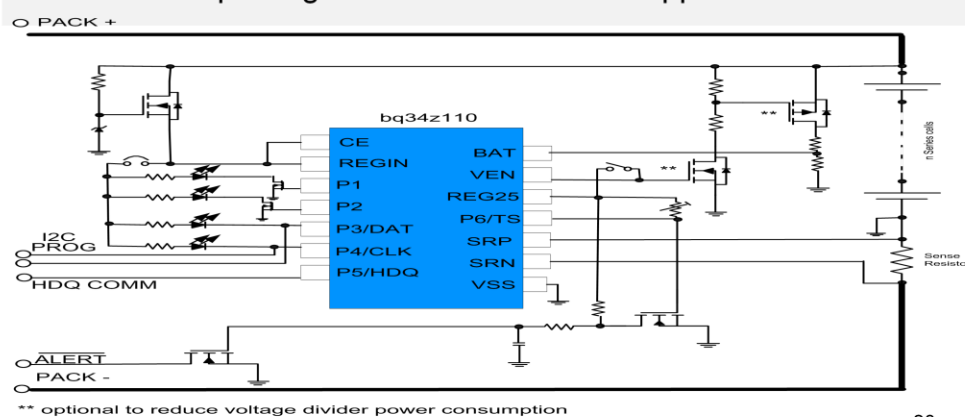 PACK +
bq34z110
CE
REGIN
P1
P2
P3/DAT
P4/CLK
P5/HDQ
BAT
VEN
REG25
P6/TS
SRP
SRN
VSS
**
**
n Series cells
Sense
Resisto
I2C
PROG
HDQ COMM
ALERT
PACK -
** optional to reduce voltage divider power consumption